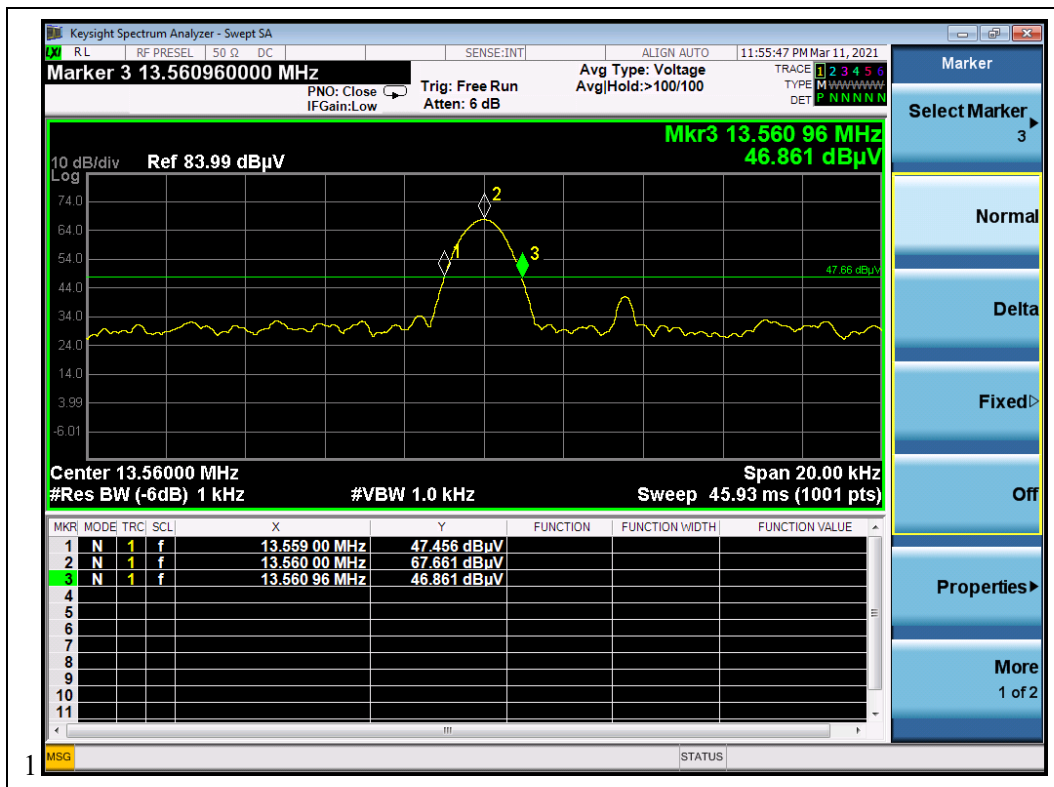 Keysight Spectrum Analyzer - Swept SA
LXI RL RF PRESEL 50 Ω DC SENSE:INT ALIGN AUTO 11:55:47 PM Mar 11, 2021
Marker 3 13.560960000 MHz
PNO: Close
IFGain:Low
Trig: Free Run
Atten: 6 dB
Avg Type: Voltage
Avg|Hold:>100/100
TRACE 1 2 3 4 5 6
TYPE M WWWWW
DET P N N N N N
Mkr3 13.560 96 MHz
46.861 dBµV
10 dB/div Ref 83.99 dBµV
Log
74.0
64.0
54.0
44.0
34.0
24.0
14.0
3.99
-6.01
2
1
3
47.66 dBµV
Center 13.56000 MHz Span 20.00 kHz
#Res BW (-6dB) 1 kHz #VBW 1.0 kHz Sweep 45.93 ms (1001 pts)
MKR MODE TRC SCL X Y FUNCTION FUNCTION WIDTH FUNCTION VALUE
1 N 1 f 13.559 00 MHz 47.456 dBµV
2 N 1 f 13.560 00 MHz 67.661 dBµV
3 N 1 f 13.560 96 MHz 46.861 dBµV
4
5
6
7
8
9
10
11
MSG STATUS
Marker
Select Marker
3
Normal
Delta
Fixed
Off
Properties
More
1 of 2
1